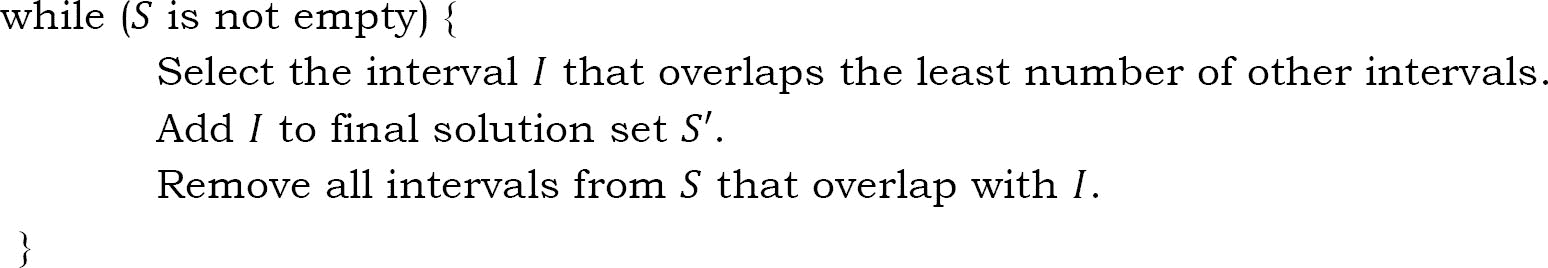 while (S is not empty) {
Select the interval I that overlaps the least number of other intervals.
Add I to final solution set S′.
Remove all intervals from S that overlap with I.
}